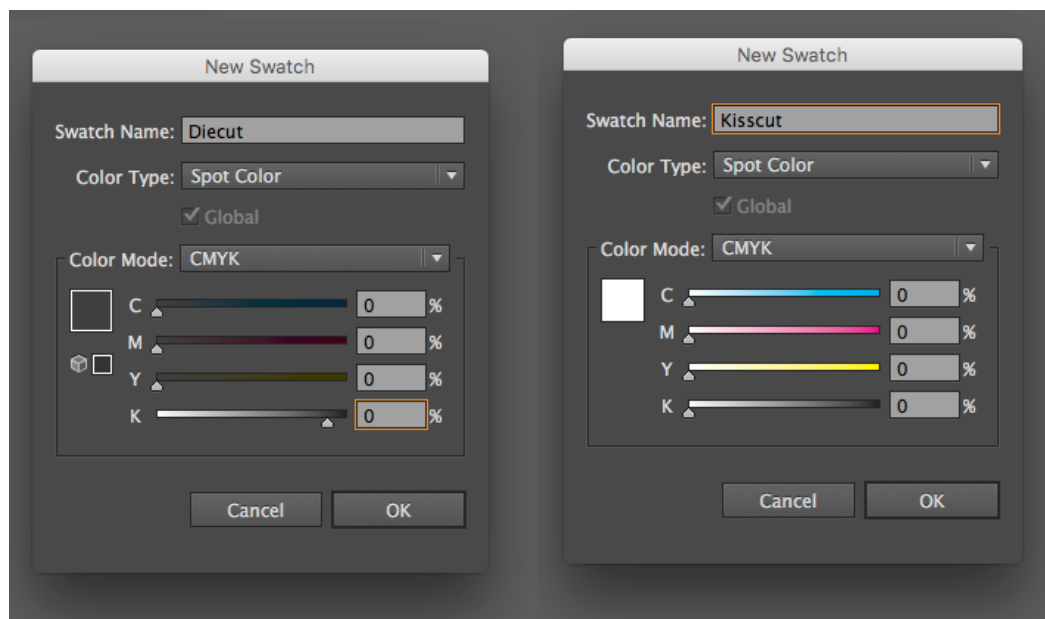 New Swatch
Swatch Name: Diecut
Color Type: Spot Color
Global
Color Mode: CMYK
C 0 %
M 0 %
Y 0 %
K 0 %
Cancel OK
New Swatch
Swatch Name: Kisscut
Color Type: Spot Color
Global
Color Mode: CMYK
C 0 %
M 0 %
Y 0 %
K 0 %
Cancel OK